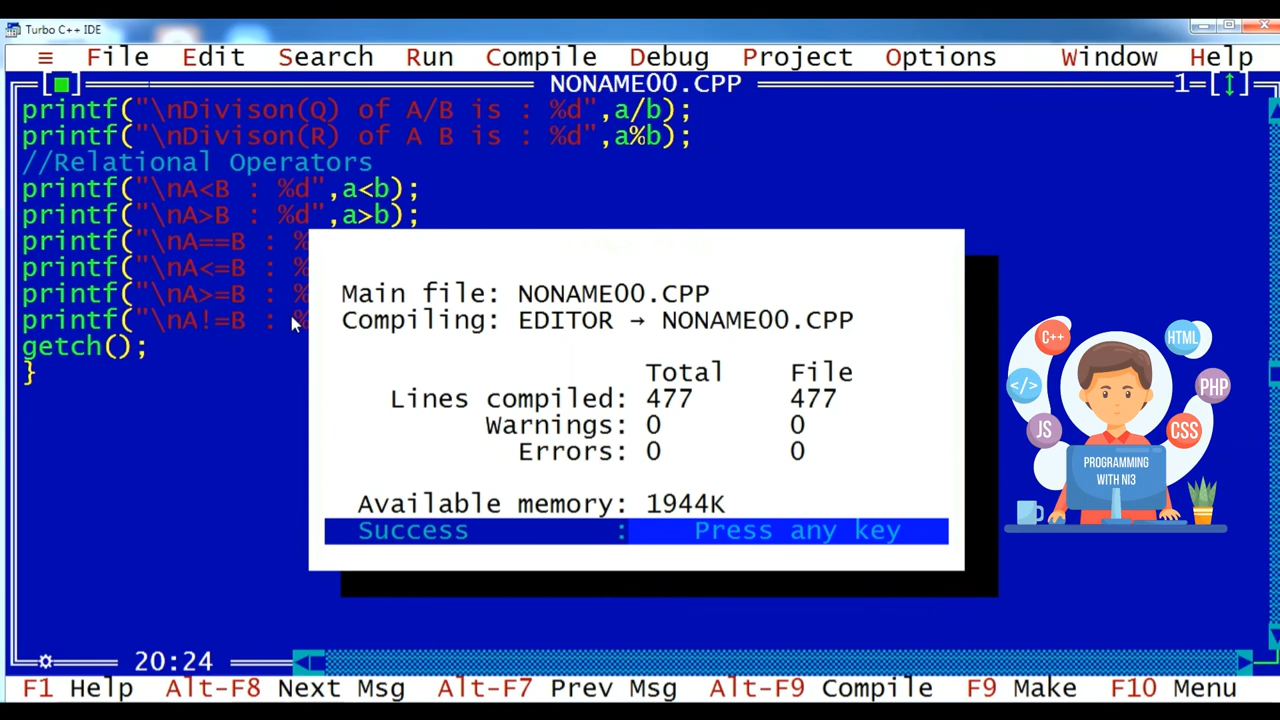 Turbo C++ IDE
≡ File Edit Search Run Compile Debug Project Options Window Help
NONAME00.CPP 1=[↕]
printf("\nDivison(Q) of A/B is : %d",a/b);
printf("\nDivison(R) of A B is : %d",a%b);
//Relational Operators
printf("\nA<B : %d",a<b);
printf("\nA>B : %d",a>b);
printf("\nA==B : %
printf("\nA<=B : %
printf("\nA>=B : %
printf("\nA!=B : %
getch();
}
Main file: NONAME00.CPP
Compiling: EDITOR → NONAME00.CPP
Total File
Lines compiled: 477 477
Warnings: 0 0
Errors: 0 0
Available memory: 1944K
Success : Press any key
C++
HTML
</>
PHP
JS
CSS
PROGRAMMING
WITH NI3
20:24
F1 Help Alt-F8 Next Msg Alt-F7 Prev Msg Alt-F9 Compile F9 Make F10 Menu